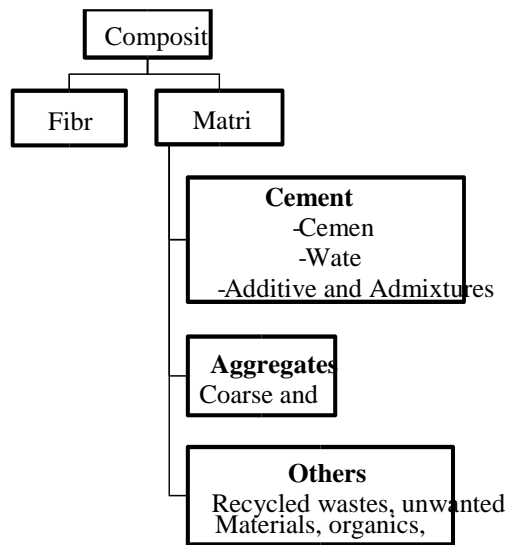 Composit
Fibr
Matri
Cement
-Cemen
-Wate
-Additive and Admixtures
Aggregates
Coarse and
Others
Recycled wastes, unwanted
Materials, organics,